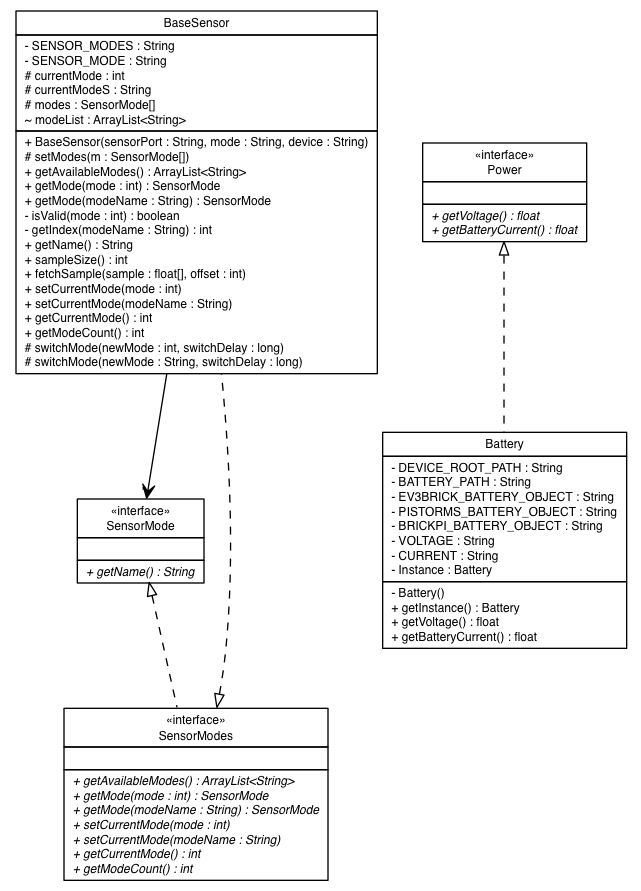 BaseSensor
- SENSOR_MODES : String
- SENSOR_MODE : String
# currentMode : int
# currentModeS : String
# modes : SensorMode[]
~ modeList : ArrayList<String>
+ BaseSensor(sensorPort : String, mode : String, device : String)
# setModes(m : SensorMode[])
+ getAvailableModes() : ArrayList<String>
+ getMode(mode : int) : SensorMode
+ getMode(modeName : String) : SensorMode
- isValid(mode : int) : boolean
- getIndex(modeName : String) : int
+ getName() : String
+ sampleSize() : int
+ fetchSample(sample : float[], offset : int)
+ setCurrentMode(mode : int)
+ setCurrentMode(modeName : String)
+ getCurrentMode() : int
+ getModeCount() : int
# switchMode(newMode : int, switchDelay : long)
# switchMode(newMode : String, switchDelay : long)
«interface»
Power
+ getVoltage() : float
+ getBatteryCurrent() : float
Battery
- DEVICE_ROOT_PATH : String
- BATTERY_PATH : String
- EV3BRICK_BATTERY_OBJECT : String
- PISTORMS_BATTERY_OBJECT : String
- BRICKPI_BATTERY_OBJECT : String
- VOLTAGE : String
- CURRENT : String
- Instance : Battery
- Battery()
+ getInstance() : Battery
+ getVoltage() : float
+ getBatteryCurrent() : float
«interface»
SensorMode
+ getName() : String
«interface»
SensorModes
+ getAvailableModes() : ArrayList<String>
+ getMode(mode : int) : SensorMode
+ getMode(modeName : String) : SensorMode
+ setCurrentMode(mode : int)
+ setCurrentMode(modeName : String)
+ getCurrentMode() : int
+ getModeCount() : int